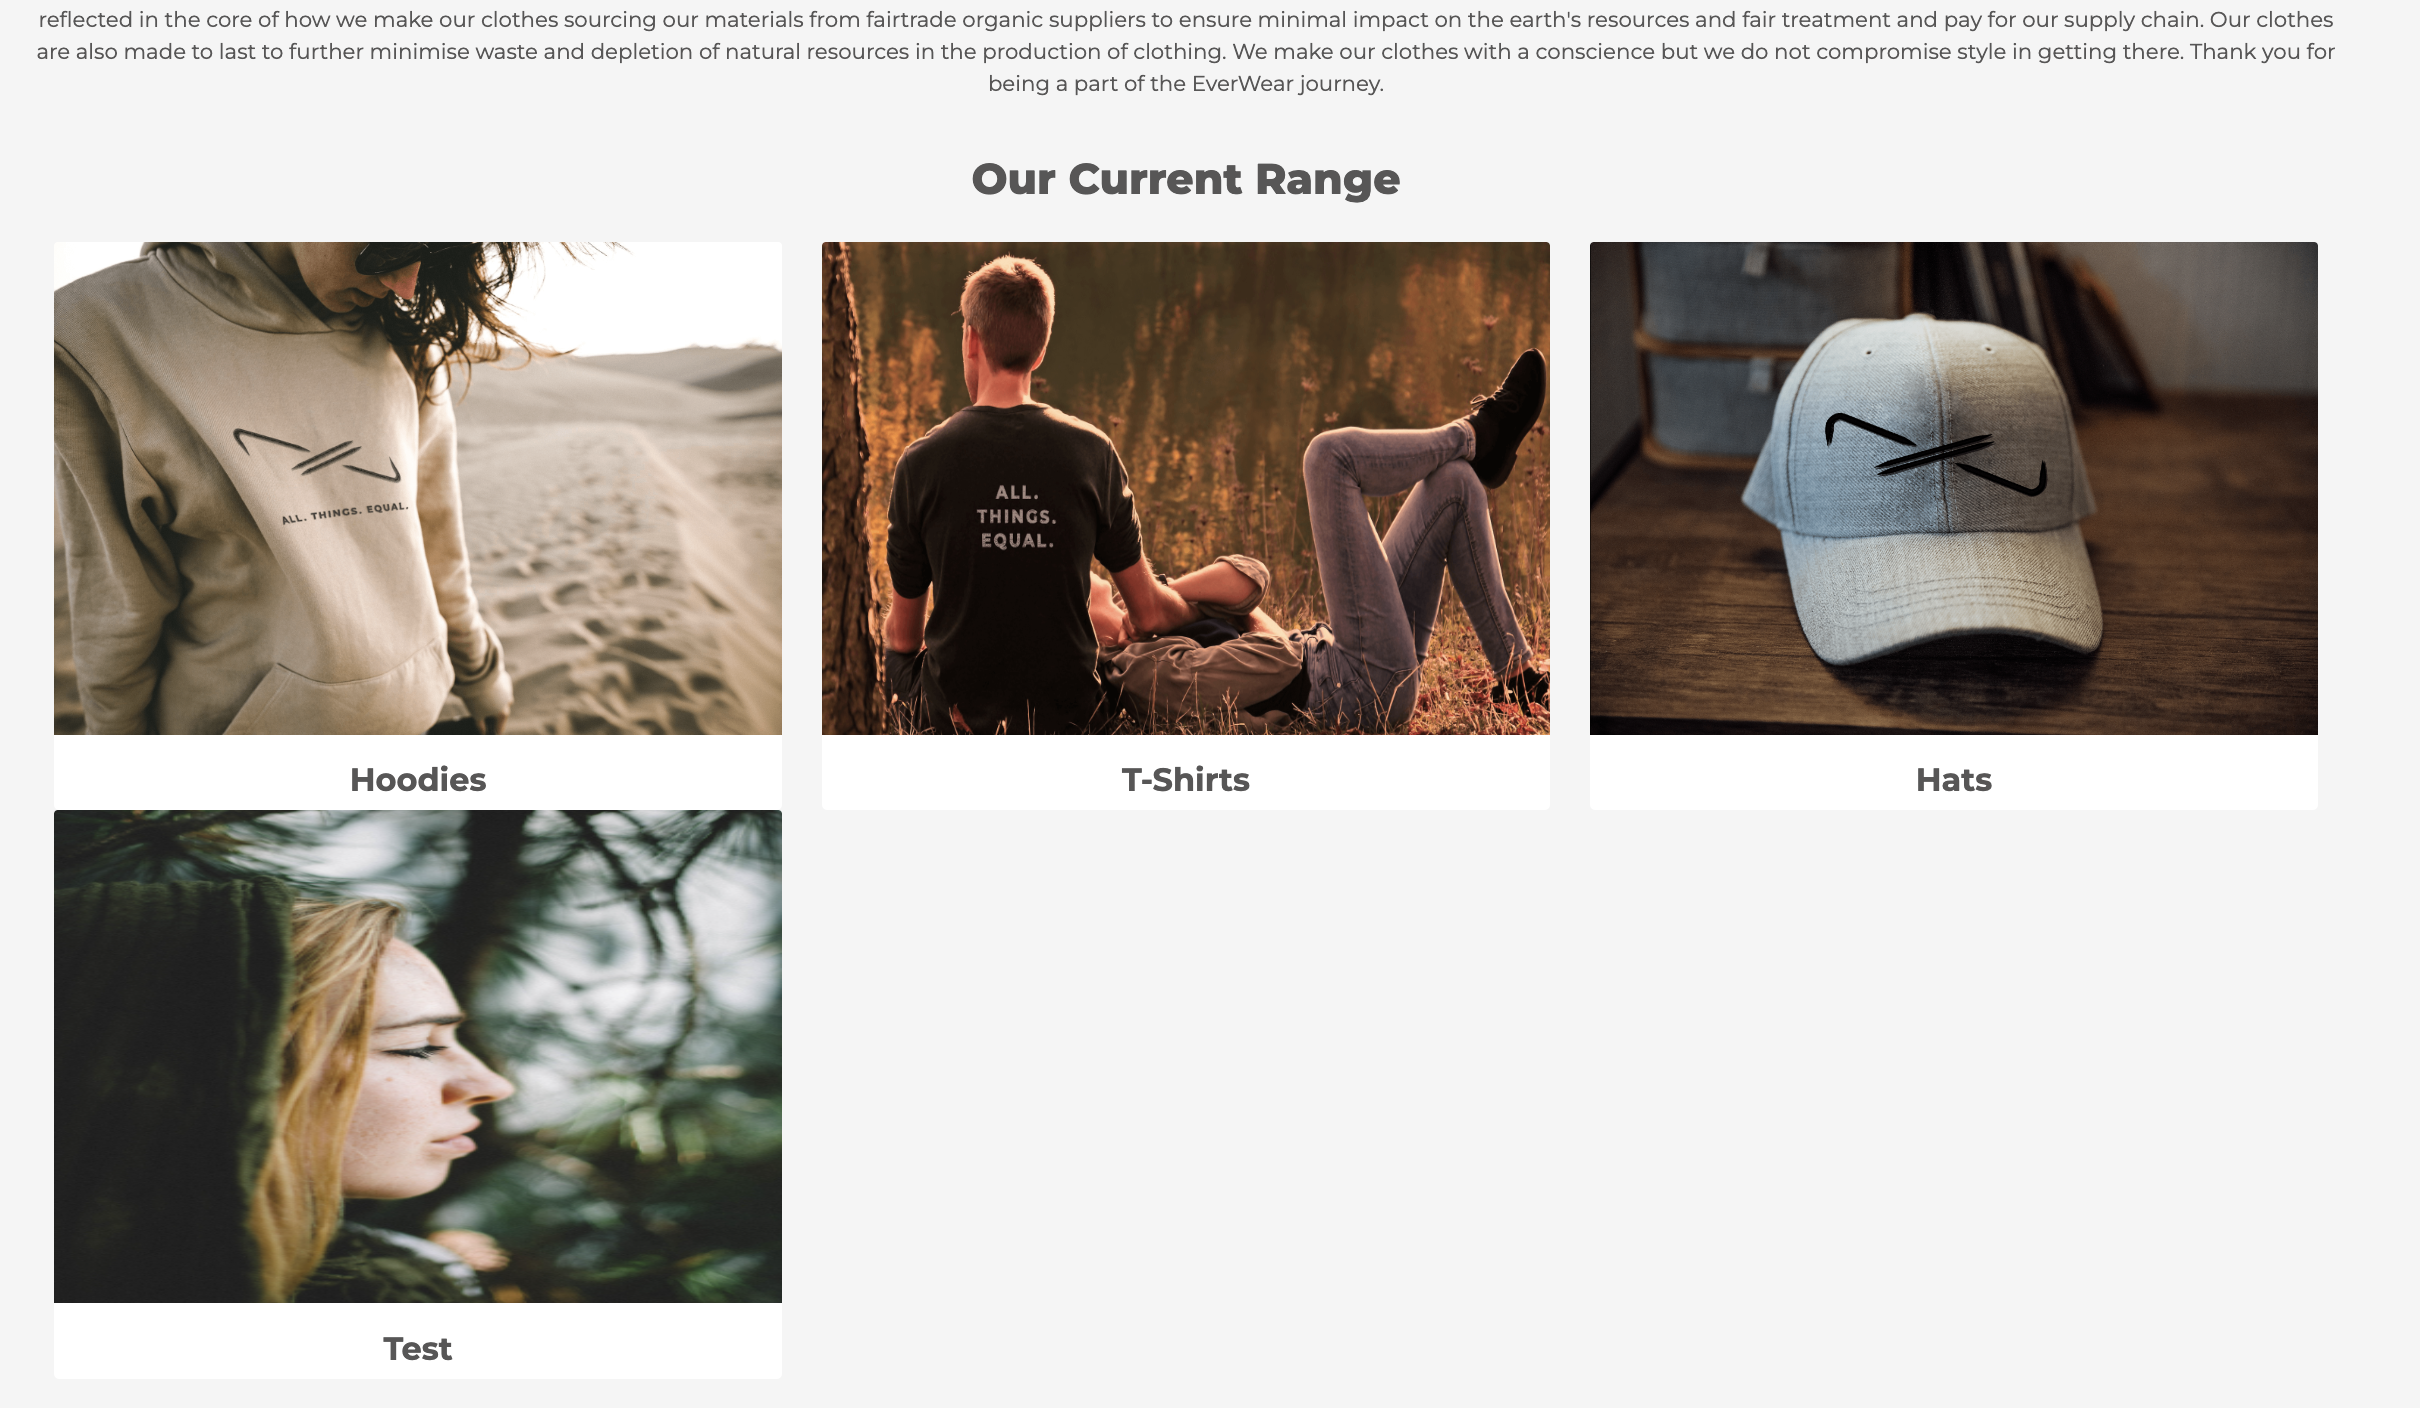 reflected in the core of how we make our clothes sourcing our materials from fairtrade organic suppliers to ensure minimal impact on the earth's resources and fair treatment and pay for our supply chain. Our clothes
are also made to last to further minimise waste and depletion of natural resources in the production of clothing. We make our clothes with a conscience but we do not compromise style in getting there. Thank you for
being a part of the EverWear journey.
Our Current Range
ALL. THINGS. EQUAL.
ALL.
THINGS.
EQUAL.
Hoodies
T-Shirts
Hats
Test